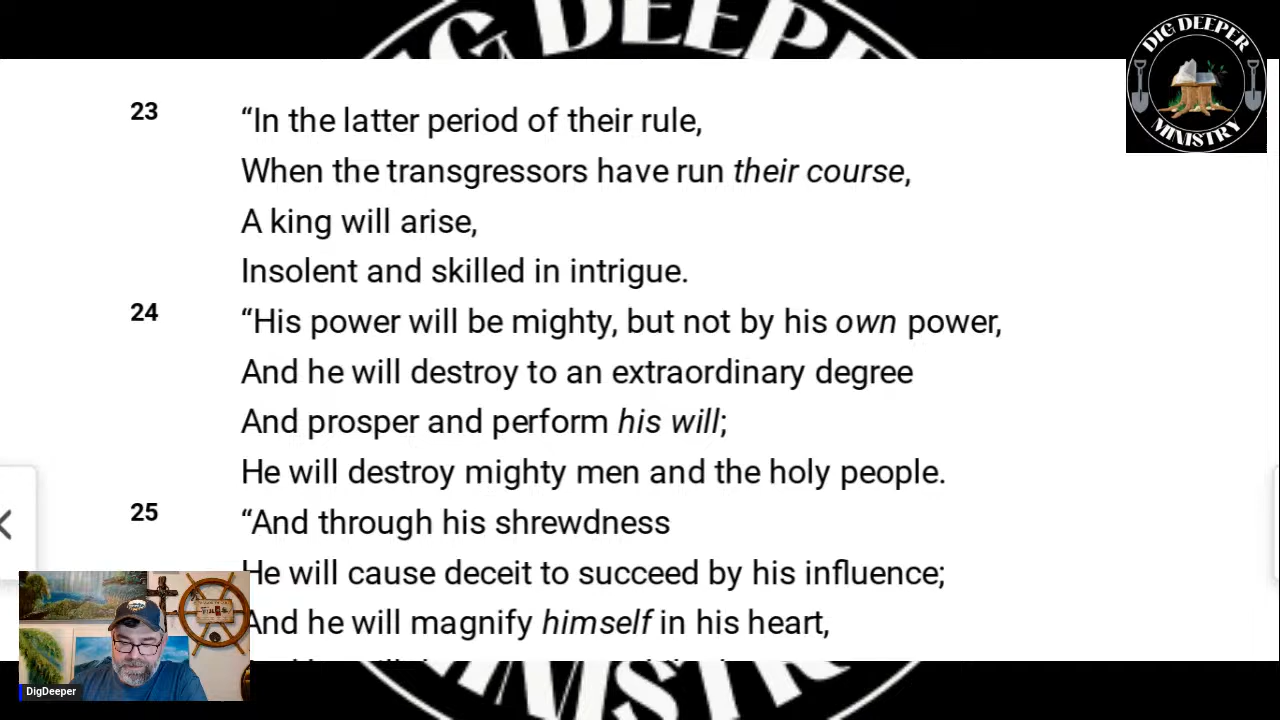 DIG DEEPER
DIG DEEPER
MINISTRY
23
“In the latter period of their rule,
When the transgressors have run their course,
A king will arise,
Insolent and skilled in intrigue.
24
“His power will be mighty, but not by his own power,
And he will destroy to an extraordinary degree
And prosper and perform his will;
He will destroy mighty men and the holy people.
25
“And through his shrewdness
He will cause deceit to succeed by his influence;
And he will magnify himself in his heart,
DigDeeper